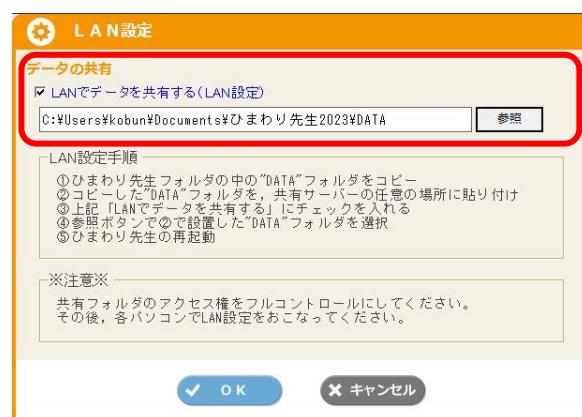 LAN設定
データの共有
LANでデータを共有する(LAN設定)
C:¥Users¥kobun¥Documents¥ひまわり先生2023¥DATA
参照
LAN設定手順
①ひまわり先生フォルダの中の"DATA"フォルダをコピー
②コピーした"DATA"フォルダを，共有サーバーの任意の場所に貼り付け
③上記「LANでデータを共有する」にチェックを入れる
④参照ボタンで②で設置した"DATA"フォルダを選択
⑤ひまわり先生の再起動
※注意※
共有フォルダのアクセス権をフルコントロールにしてください。
その後，各パソコンでLAN設定をおこなってください。
OK
キャンセル